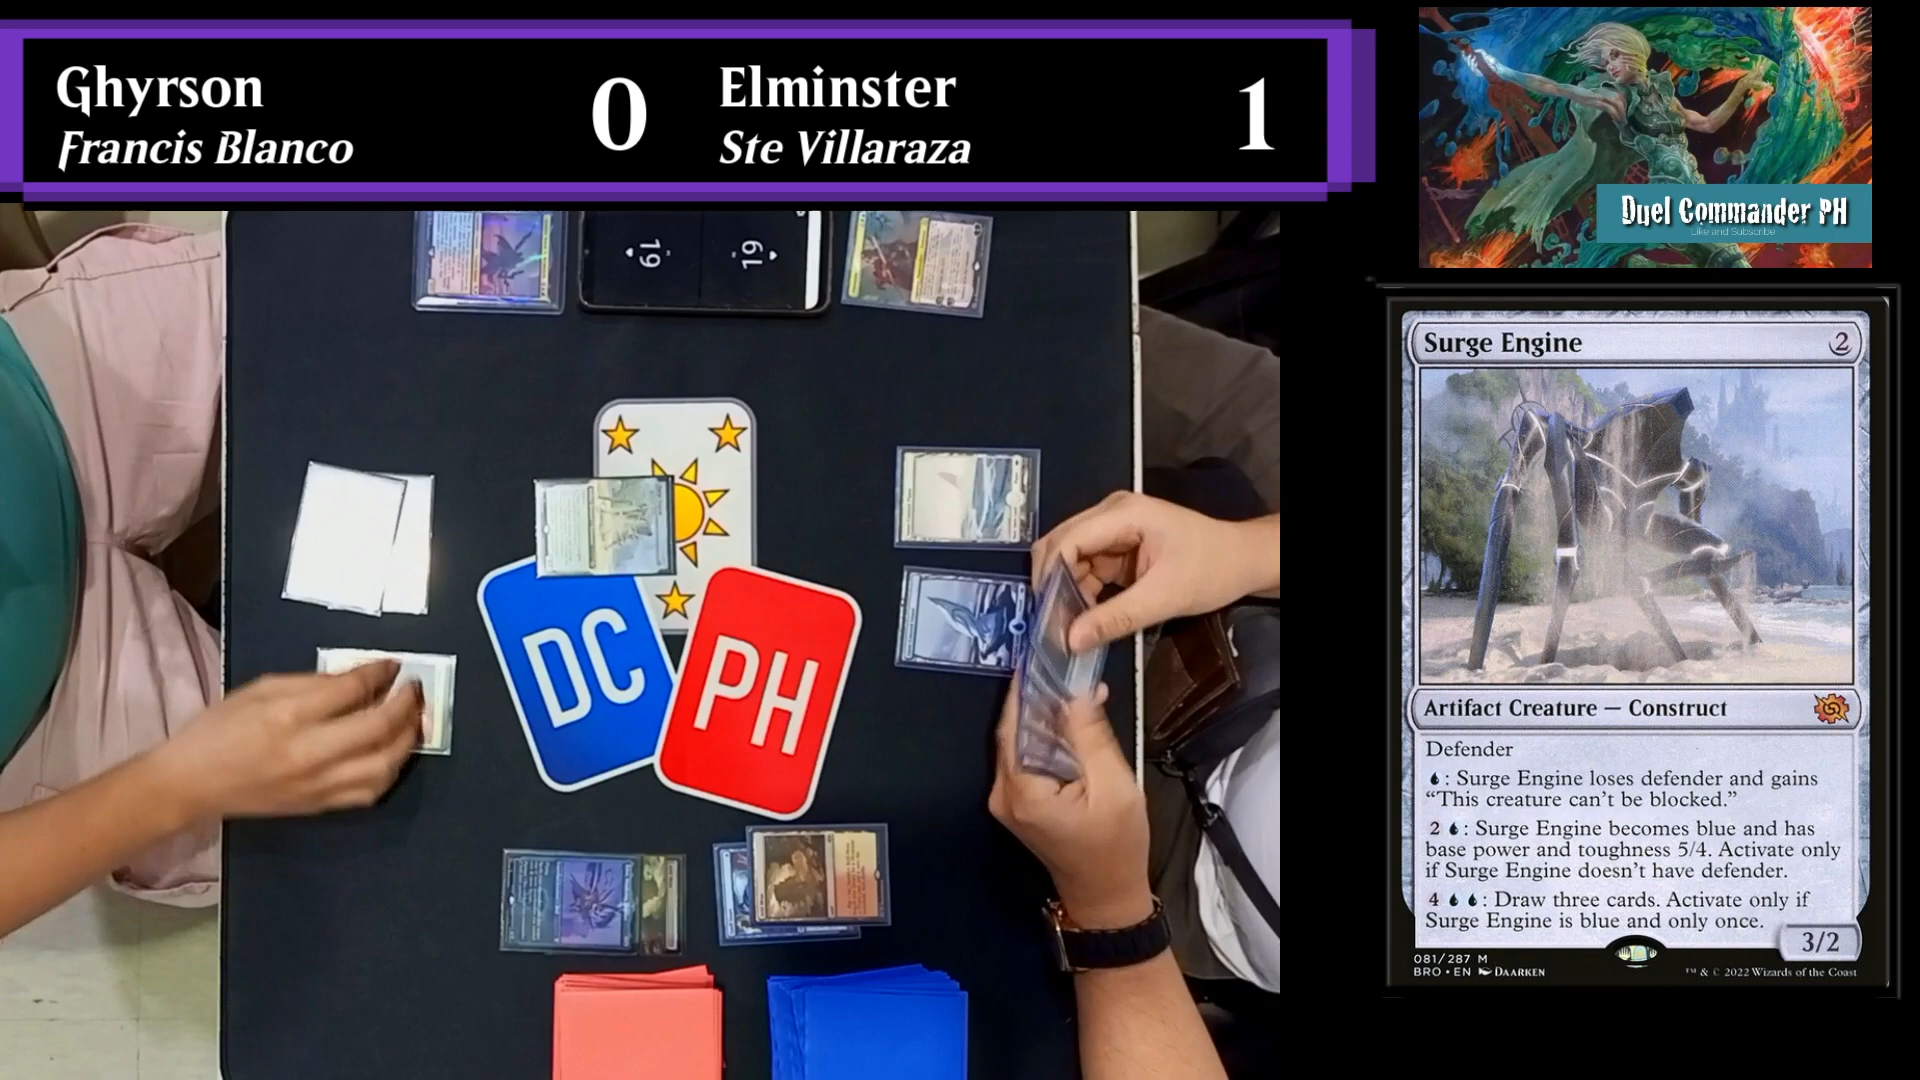 Ghyrson
Francis Blanco
0
Elminster
Ste Villaraza
1
Duel Commander PH
Like and Subscribe
19
19
DC
PH
Surge Engine
2
Artifact Creature — Construct
Defender
: Surge Engine loses defender and gains
“This creature can’t be blocked.”
2 : Surge Engine becomes blue and has
base power and toughness 5/4. Activate only
if Surge Engine doesn’t have defender.
4 : Draw three cards. Activate only if
Surge Engine is blue and only once.
3/2
081/287 M
BRO • EN DAARKEN
™ & © 2022 Wizards of the Coast